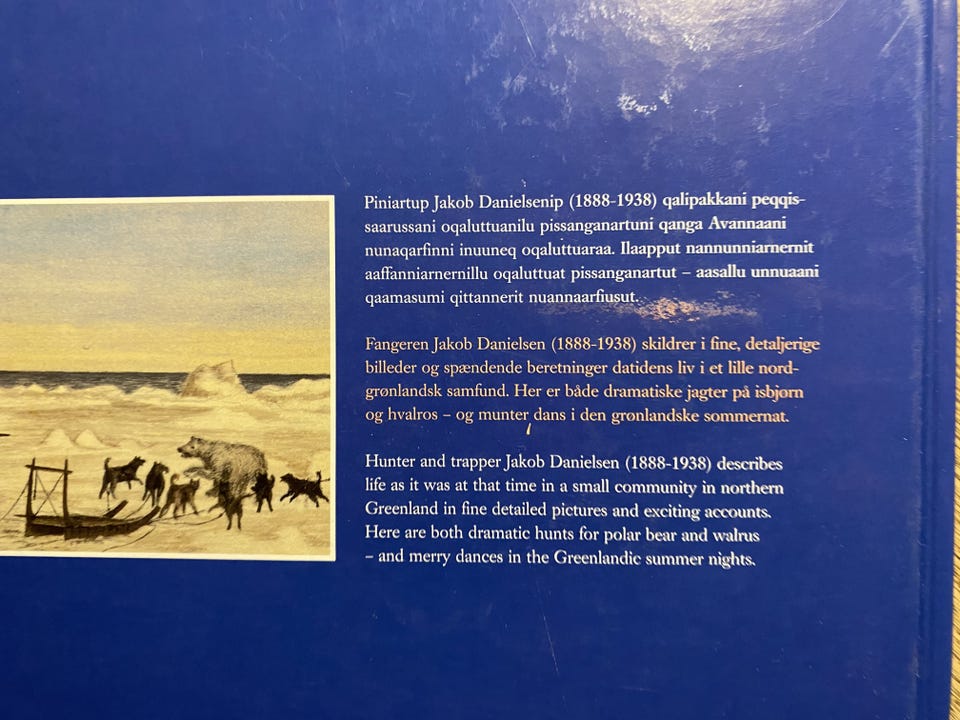 Piniartup Jakob Danielsenip (1888-1938) qalipakkani peqqis-
saarussani oqaluttuanilu pissanganartuni qanga Avannaani
nunaqarfinni inuuneq oqaluttuaraa. Ilaapput nannunniarnernit
aaffanniarnernillu oqaluttuat pissanganartut – aasallu unnuaani
qaamasumi qittannerit nuannaarfiusut.
Fangeren Jakob Danielsen (1888-1938) skildrer i fine, detaljerige
billeder og spændende beretninger datidens liv i et lille nord-
grønlandsk samfund. Her er både dramatiske jagter på isbjørn
og hvalros – og munter dans i den grønlandske sommernat.
Hunter and trapper Jakob Danielsen (1888-1938) describes
life as it was at that time in a small community in northern
Greenland in fine detailed pictures and exciting accounts.
Here are both dramatic hunts for polar bear and walrus
– and merry dances in the Greenlandic summer nights.